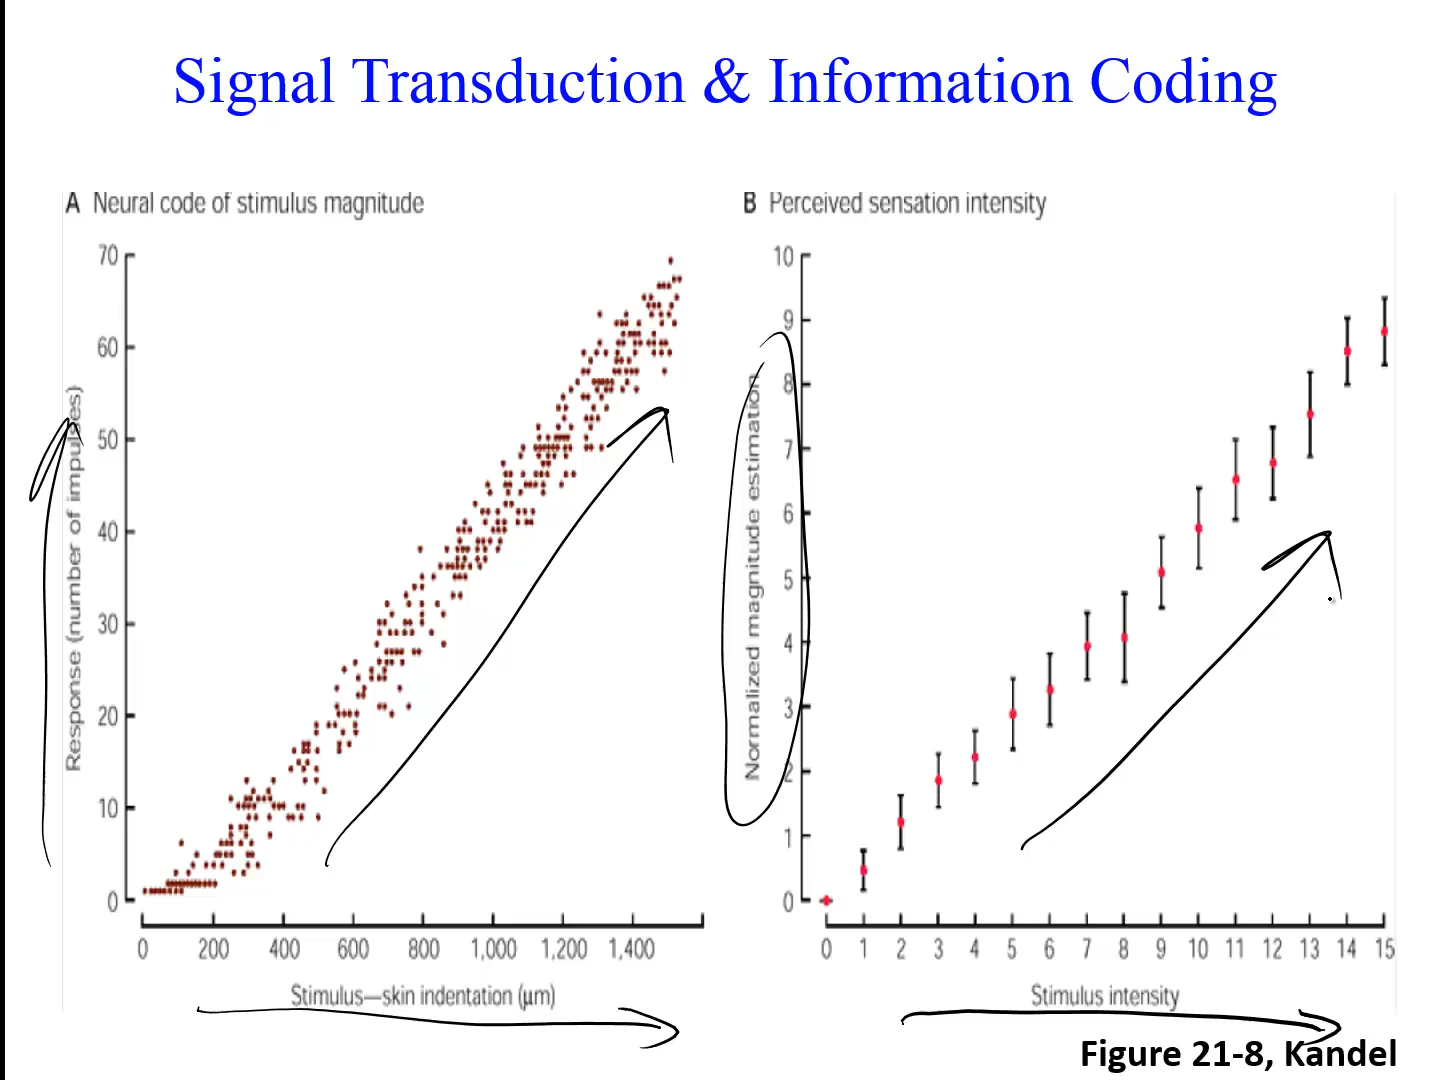 Signal Transduction & Information Coding
A Neural code of stimulus magnitude
70
60
50
40
30
20
10
0
Response (number of impulses)
0 200 400 600 800 1,000 1,200 1,400
Stimulus—skin indentation (μm)
B Perceived sensation intensity
10
9
8
7
6
5
4
3
2
1
0
Normalized magnitude estimation
0 1 2 3 4 5 6 7 8 9 10 11 12 13 14 15
Stimulus intensity
Figure 21-8, Kandel